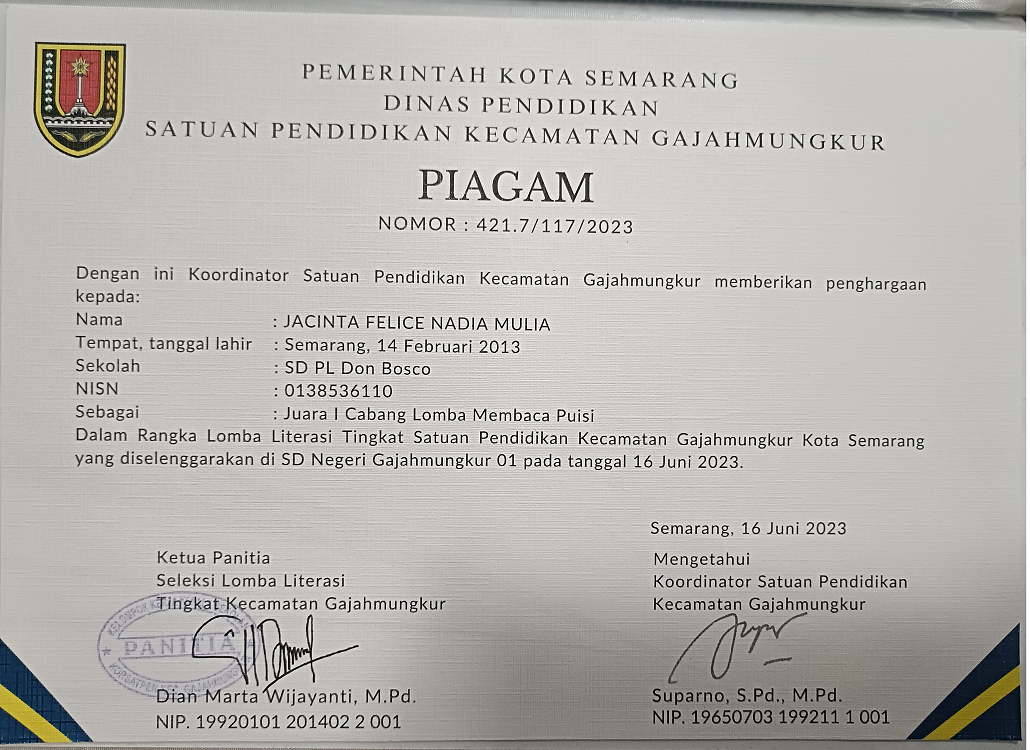 PEMERINTAH KOTA SEMARANG
DINAS PENDIDIKAN
SATUAN PENDIDIKAN KECAMATAN GAJAHMUNGKUR
PIAGAM
NOMOR : 421.7/117/2023
Dengan ini Koordinator Satuan Pendidikan Kecamatan Gajahmungkur memberikan penghargaan
kepada:
Nama : JACINTA FELICE NADIA MULIA
Tempat, tanggal lahir : Semarang, 14 Februari 2013
Sekolah : SD PL Don Bosco
NISN : 0138536110
Sebagai : Juara I Cabang Lomba Membaca Puisi
Dalam Rangka Lomba Literasi Tingkat Satuan Pendidikan Kecamatan Gajahmungkur Kota Semarang
yang diselenggarakan di SD Negeri Gajahmungkur 01 pada tanggal 16 Juni 2023.
Semarang, 16 Juni 2023
Ketua Panitia
Seleksi Lomba Literasi
Tingkat Kecamatan Gajahmungkur
PANITIA
Dian Marta Wijayanti, M.Pd.
NIP. 19920101 201402 2 001
Mengetahui
Koordinator Satuan Pendidikan
Kecamatan Gajahmungkur
Suparno, S.Pd., M.Pd.
NIP. 19650703 199211 1 001